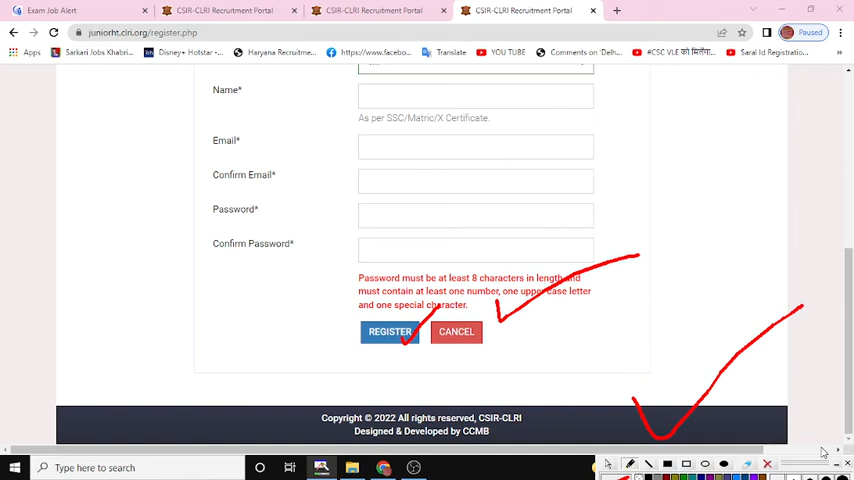 Exam Job Alert
CSIR-CLRI Recruitment Portal
CSIR-CLRI Recruitment Portal
CSIR-CLRI Recruitment Portal
juniorht.clri.org/register.php
Paused
Apps
Sarkari Jobs Khabri...
Disney+ Hotstar -...
Haryana Recruitme...
https://www.facebo...
Translate
YOU TUBE
Comments on 'Delh...
#CSC VLE को मिलेंगा...
Saral Id Registratio...
Name*
As per SSC/Matric/X Certificate.
Email*
Confirm Email*
Password*
Confirm Password*
Password must be at least 8 characters in length and
must contain at least one number, one upper case letter
and one special character.
REGISTER
CANCEL
Copyright © 2022 All rights reserved, CSIR-CLRI
Designed & Developed by CCMB
Type here to search